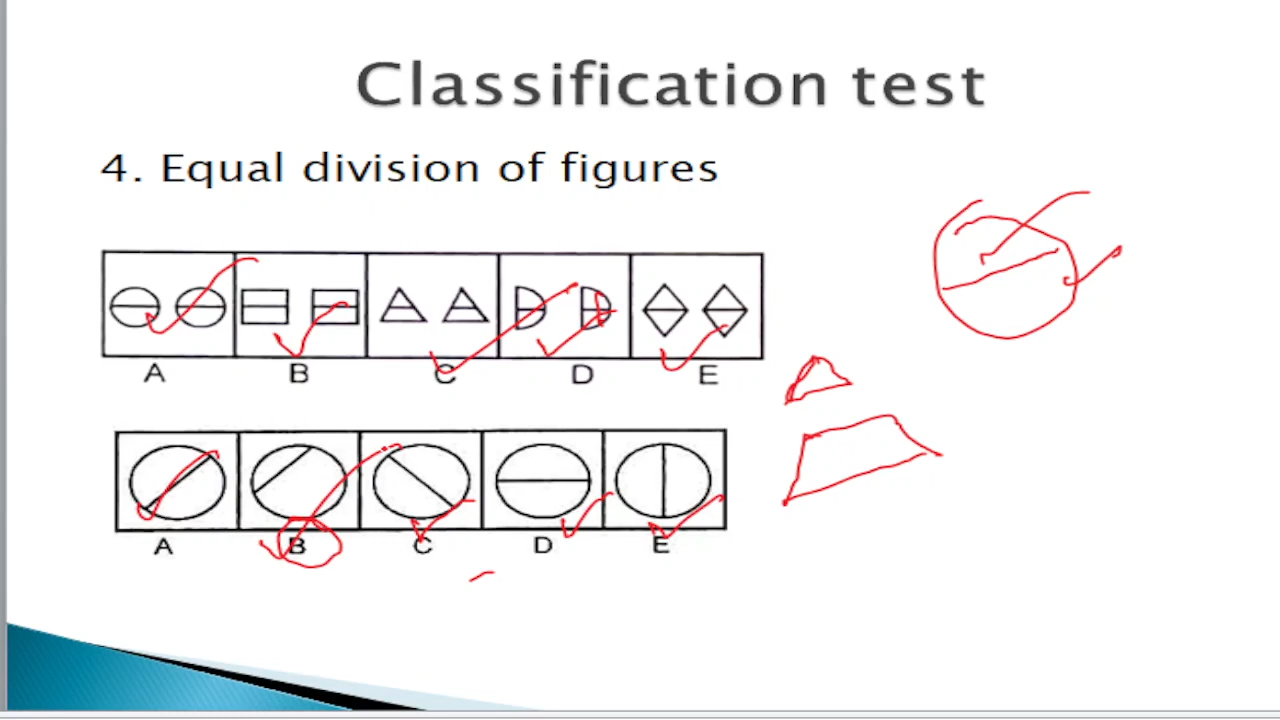 Classification test
4. Equal division of figures
A B C D E
A B C D E